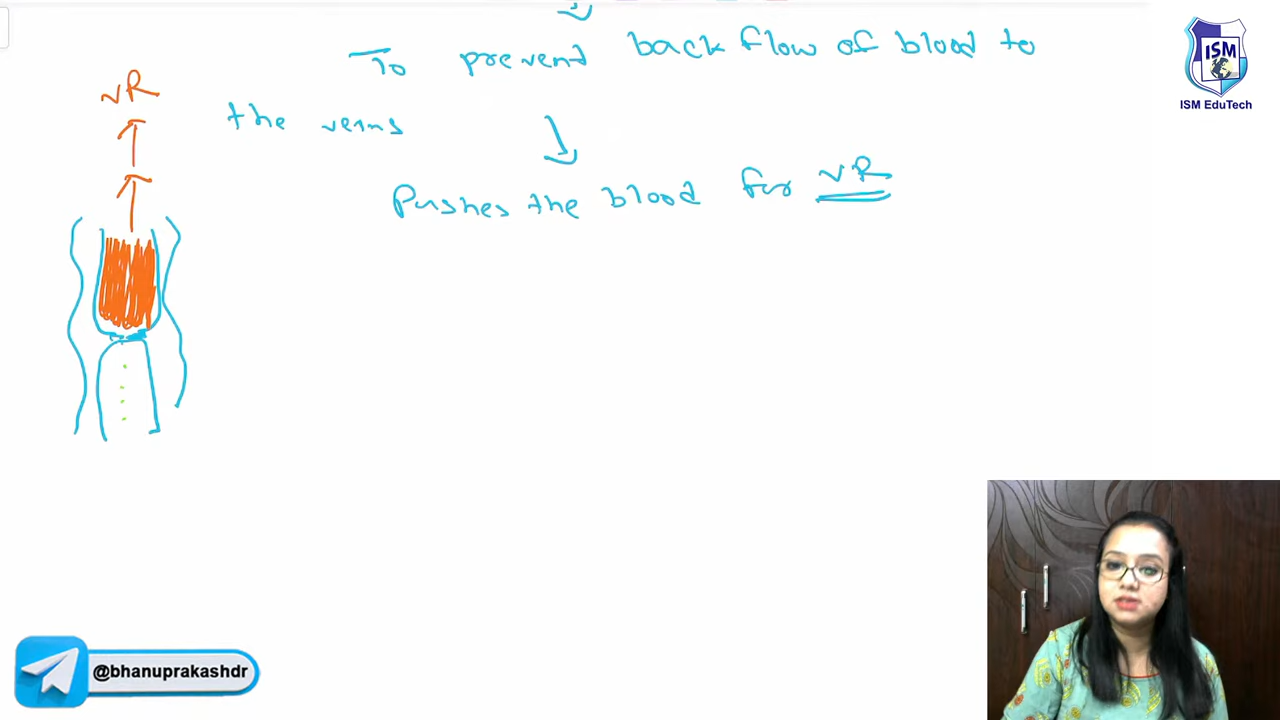 To prevent back flow of blood to
the veins
Pushes the blood for VR
VR
ISM
ISM EduTech
@bhanuprakashdr